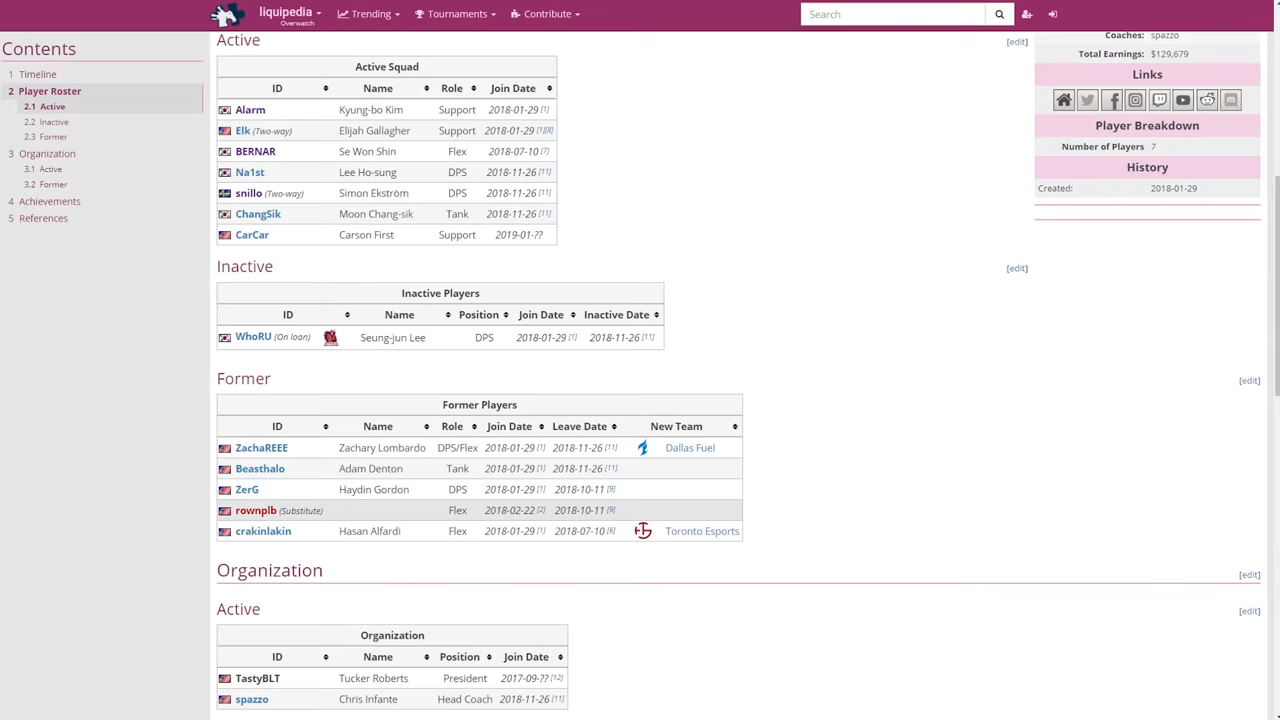 liquipedia
Overwatch
Trending
Tournaments
Contribute
Search
Contents
1 Timeline
2 Player Roster
2.1 Active
2.2 Inactive
2.3 Former
3 Organization
3.1 Active
3.2 Former
4 Achievements
5 References
Active
[edit]
Active Squad
ID Name Role Join Date
Alarm Kyung-bo Kim Support 2018-01-29 [1]
Elk (Two-way) Elijah Gallagher Support 2018-01-29 [1][8]
BERNAR Se Won Shin Flex 2018-07-10 [7]
Na1st Lee Ho-sung DPS 2018-11-26 [11]
snillo (Two-way) Simon Ekström DPS 2018-11-26 [11]
ChangSik Moon Chang-sik Tank 2018-11-26 [11]
CarCar Carson First Support 2019-01-??
Inactive
[edit]
Inactive Players
ID Name Position Join Date Inactive Date
WhoRU (On loan) Seung-jun Lee DPS 2018-01-29 [1] 2018-11-26 [11]
Former
[edit]
Former Players
ID Name Role Join Date Leave Date New Team
ZachaREEE Zachary Lombardo DPS/Flex 2018-01-29 [1] 2018-11-26 [11] Dallas Fuel
Beasthalo Adam Denton Tank 2018-01-29 [1] 2018-11-26 [11]
ZerG Haydin Gordon DPS 2018-01-29 [1] 2018-10-11 [9]
rownplb (Substitute) Flex 2018-02-22 [2] 2018-10-11 [9]
crakinlakin Hasan Alfardi Flex 2018-01-29 [1] 2018-07-10 [6] Toronto Esports
Organization
[edit]
Active
[edit]
Organization
ID Name Position Join Date
TastyBLT Tucker Roberts President 2017-09-?? [12]
spazzo Chris Infante Head Coach 2018-11-26 [11]
Coaches: spazzo
Total Earnings: $129,679
Links
Player Breakdown
Number of Players 7
History
Created: 2018-01-29